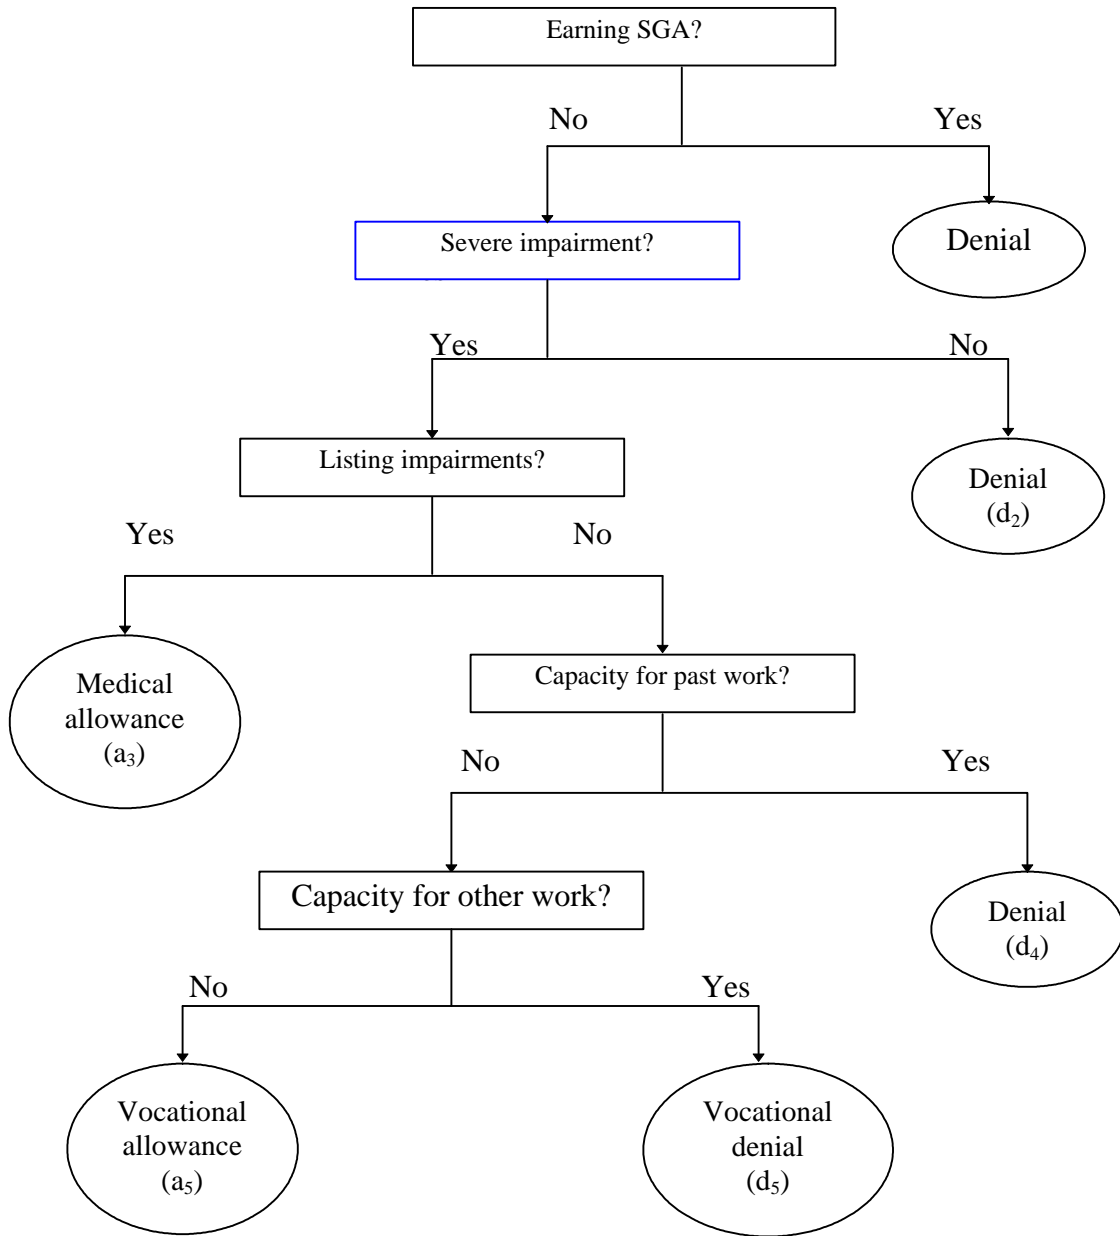 Earning SGA?
No
Yes
Severe impairment?
Denial
Yes
No
Listing impairments?
Denial
(d₂)
Yes
No
Medical
allowance
(a₃)
Capacity for past work?
No
Yes
Capacity for other work?
Denial
(d₄)
No
Yes
Vocational
allowance
(a₅)
Vocational
denial
(d₅)